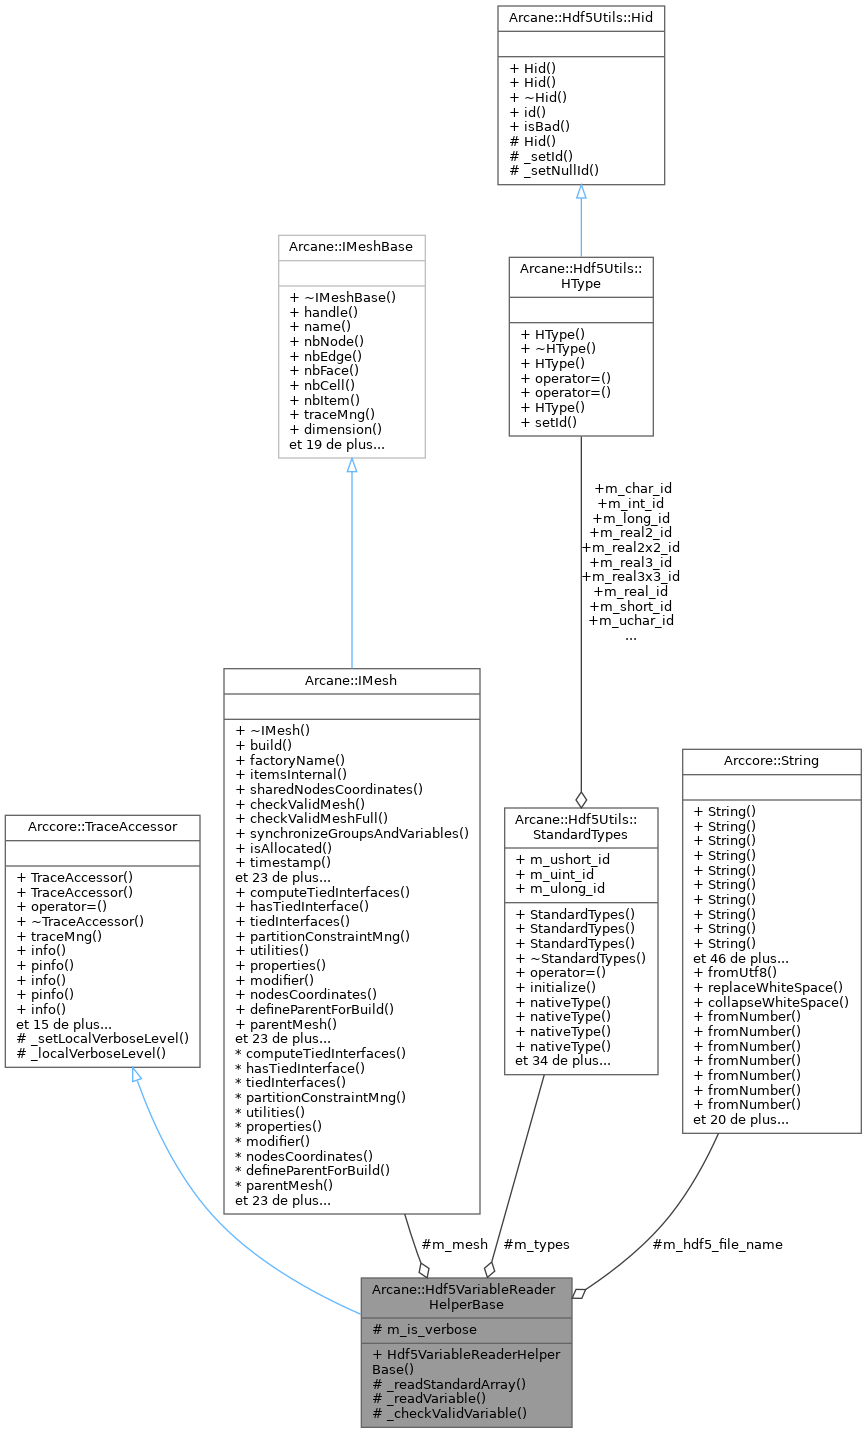 Arcane::Hdf5Utils::Hid
+ Hid()
+ Hid()
+ ~Hid()
+ id()
+ isBad()
# Hid()
# _setId()
# _setNullId()
Arcane::IMeshBase
+ ~IMeshBase()
+ handle()
+ name()
+ nbNode()
+ nbEdge()
+ nbFace()
+ nbCell()
+ nbItem()
+ traceMng()
+ dimension()
et 19 de plus...
Arcane::Hdf5Utils::
HType
+ HType()
+ ~HType()
+ HType()
+ operator=()
+ operator=()
+ HType()
+ setId()
+m_char_id
+m_int_id
+m_long_id
+m_real2_id
+m_real2x2_id
+m_real3_id
+m_real3x3_id
+m_real_id
+m_short_id
+m_uchar_id
...
Arcane::IMesh
+ ~IMesh()
+ build()
+ factoryName()
+ itemsInternal()
+ sharedNodesCoordinates()
+ checkValidMesh()
+ checkValidMeshFull()
+ synchronizeGroupsAndVariables()
+ isAllocated()
+ timestamp()
et 23 de plus...
+ computeTiedInterfaces()
+ hasTiedInterface()
+ tiedInterfaces()
+ partitionConstraintMng()
+ utilities()
+ properties()
+ modifier()
+ nodesCoordinates()
+ defineParentForBuild()
+ parentMesh()
et 23 de plus...
* computeTiedInterfaces()
* hasTiedInterface()
* tiedInterfaces()
* partitionConstraintMng()
* utilities()
* properties()
* modifier()
* nodesCoordinates()
* defineParentForBuild()
* parentMesh()
et 23 de plus...
Arccore::TraceAccessor
+ TraceAccessor()
+ TraceAccessor()
+ operator=()
+ ~TraceAccessor()
+ traceMng()
+ info()
+ pinfo()
+ info()
+ pinfo()
+ info()
et 15 de plus...
# _setLocalVerboseLevel()
# _localVerboseLevel()
Arcane::Hdf5Utils::
StandardTypes
+ m_ushort_id
+ m_uint_id
+ m_ulong_id
+ StandardTypes()
+ StandardTypes()
+ StandardTypes()
+ ~StandardTypes()
+ operator=()
+ initialize()
+ nativeType()
+ nativeType()
+ nativeType()
+ nativeType()
et 34 de plus...
Arccore::String
+ String()
+ String()
+ String()
+ String()
+ String()
+ String()
+ String()
+ String()
+ String()
+ String()
et 46 de plus...
+ fromUtf8()
+ replaceWhiteSpace()
+ collapseWhiteSpace()
+ fromNumber()
+ fromNumber()
+ fromNumber()
+ fromNumber()
+ fromNumber()
+ fromNumber()
+ fromNumber()
et 20 de plus...
#m_mesh
#m_types
#m_hdf5_file_name
Arcane::Hdf5VariableReader
HelperBase
# m_is_verbose
+ Hdf5VariableReaderHelper
Base()
# _readStandardArray()
# _readVariable()
# _checkValidVariable()